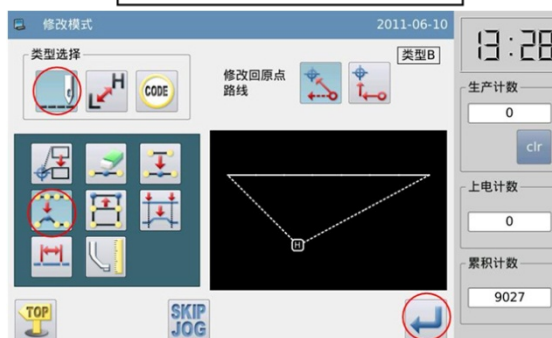 修改模式
2011-06-10
类型选择
H
CODE
修改回原点
路线
类型B
13:28
生产计数
0
clr
上电计数
0
累积计数
9027
H
TOP
SKIP
JOG